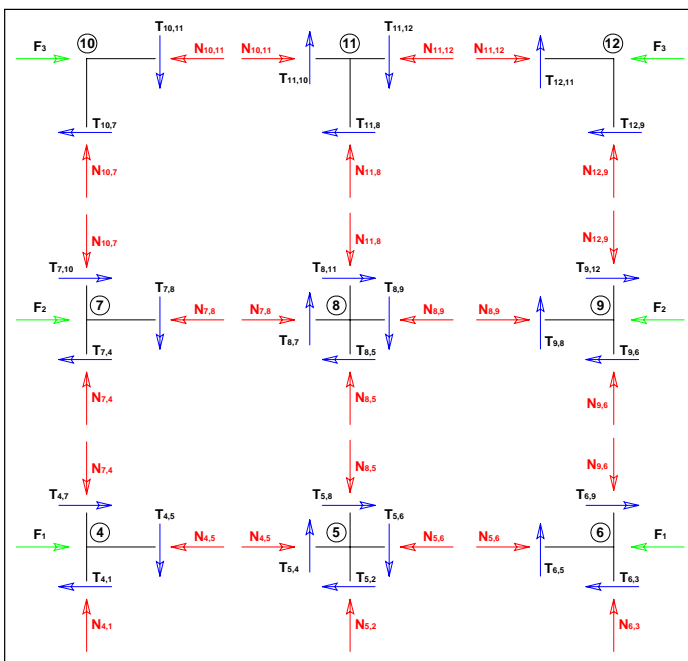 10 T10,11 11 T11,12 12
F3 N10,11 N10,11 N11,12 N11,12 F3
T11,10 T12,11
T10,7 T11,8 T12,9
N10,7 N11,8 N12,9
N10,7 N11,8 N12,9
T7,10 T8,11 T9,12
T7,8 T8,9
F2 7 N7,8 N7,8 8 N8,9 N8,9 9 F2
T8,7 T9,8
T7,4 T8,5 T9,6
N7,4 N8,5 N9,6
N7,4 N8,5 N9,6
T4,7 T5,8 T6,9
T4,5 T5,6
F1 4 N4,5 N4,5 5 N5,6 N5,6 6 F1
T5,4 T6,5
T4,1 T5,2 T6,3
N4,1 N5,2 N6,3